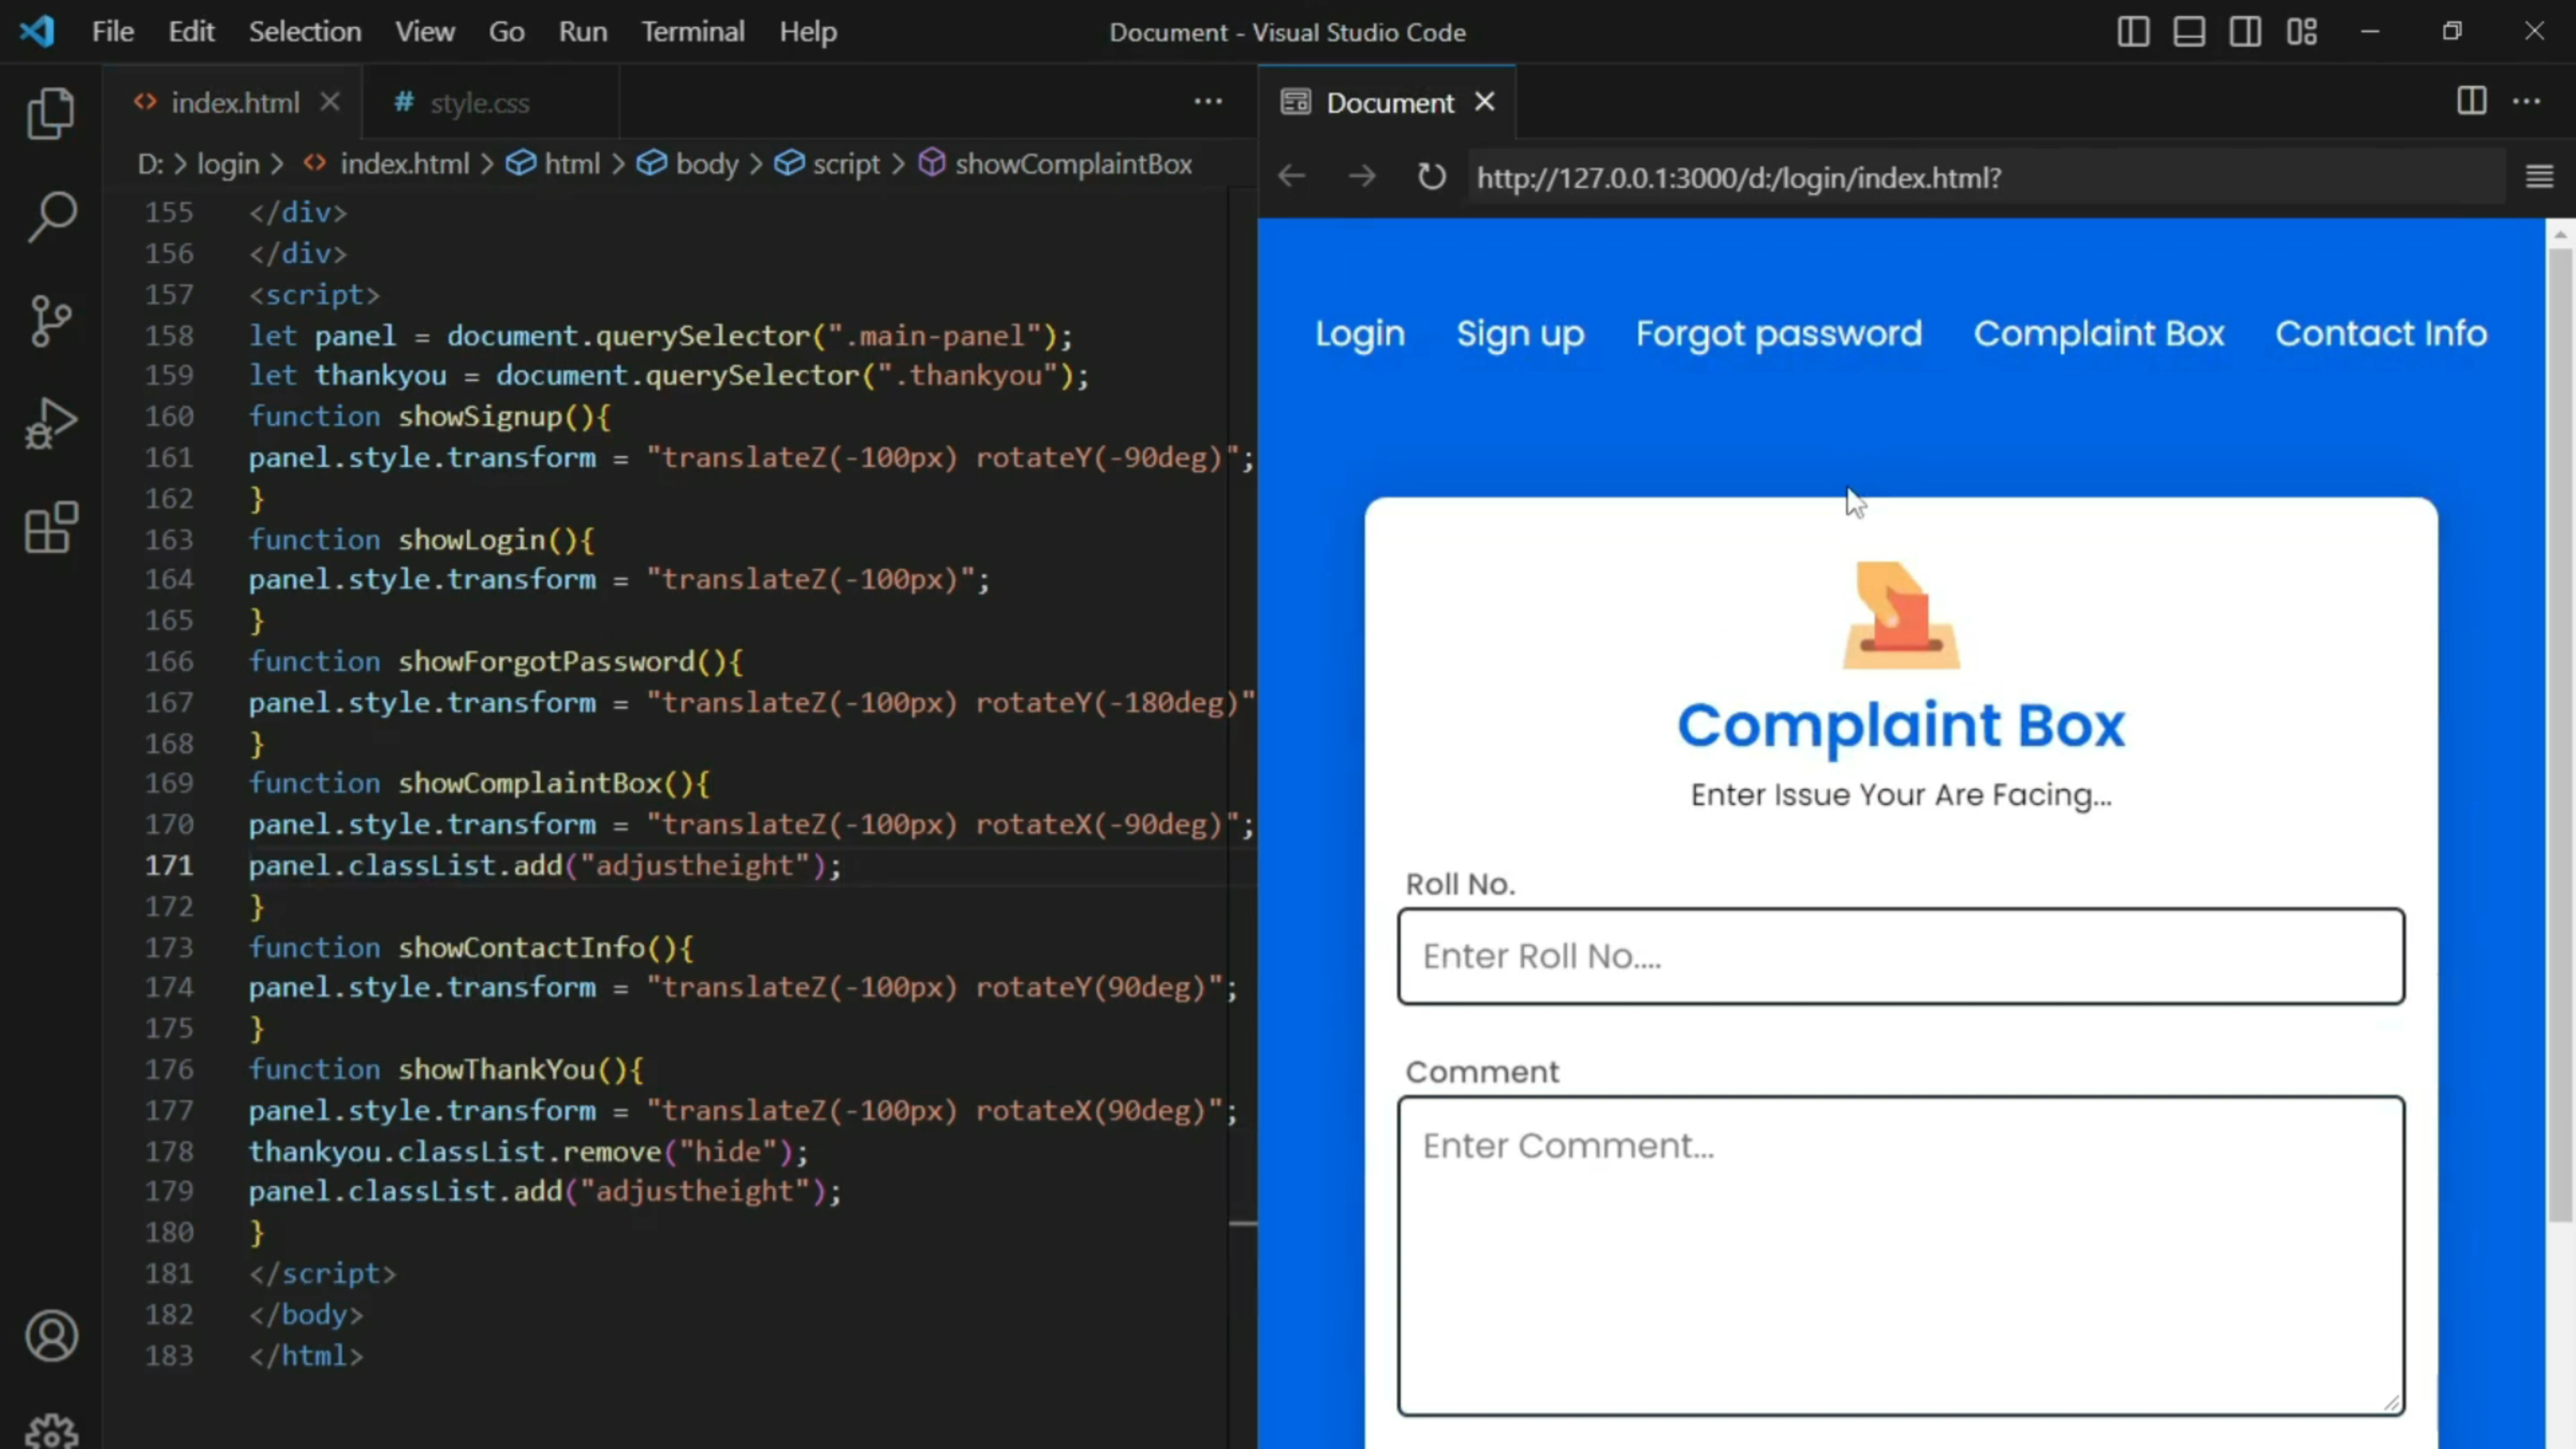 File Edit Selection View Go Run Terminal Help
Document - Visual Studio Code
index.html
# style.css
Document
D: > login > index.html > html > body > script > showComplaintBox
http://127.0.0.1:3000/d:/login/index.html?
155 </div>
156 </div>
157 <script>
158 let panel = document.querySelector(".main-panel");
159 let thankyou = document.querySelector(".thankyou");
160 function showSignup(){
161 panel.style.transform = "translateZ(-100px) rotateY(-90deg)";
162 }
163 function showLogin(){
164 panel.style.transform = "translateZ(-100px)";
165 }
166 function showForgotPassword(){
167 panel.style.transform = "translateZ(-100px) rotateY(-180deg)"
168 }
169 function showComplaintBox(){
170 panel.style.transform = "translateZ(-100px) rotateX(-90deg)";
171 panel.classList.add("adjustheight");
172 }
173 function showContactInfo(){
174 panel.style.transform = "translateZ(-100px) rotateY(90deg)";
175 }
176 function showThankYou(){
177 panel.style.transform = "translateZ(-100px) rotateX(90deg)";
178 thankyou.classList.remove("hide");
179 panel.classList.add("adjustheight");
180 }
181 </script>
182 </body>
183 </html>
Login Sign up Forgot password Complaint Box Contact Info
Complaint Box
Enter Issue Your Are Facing...
Roll No.
Enter Roll No....
Comment
Enter Comment...